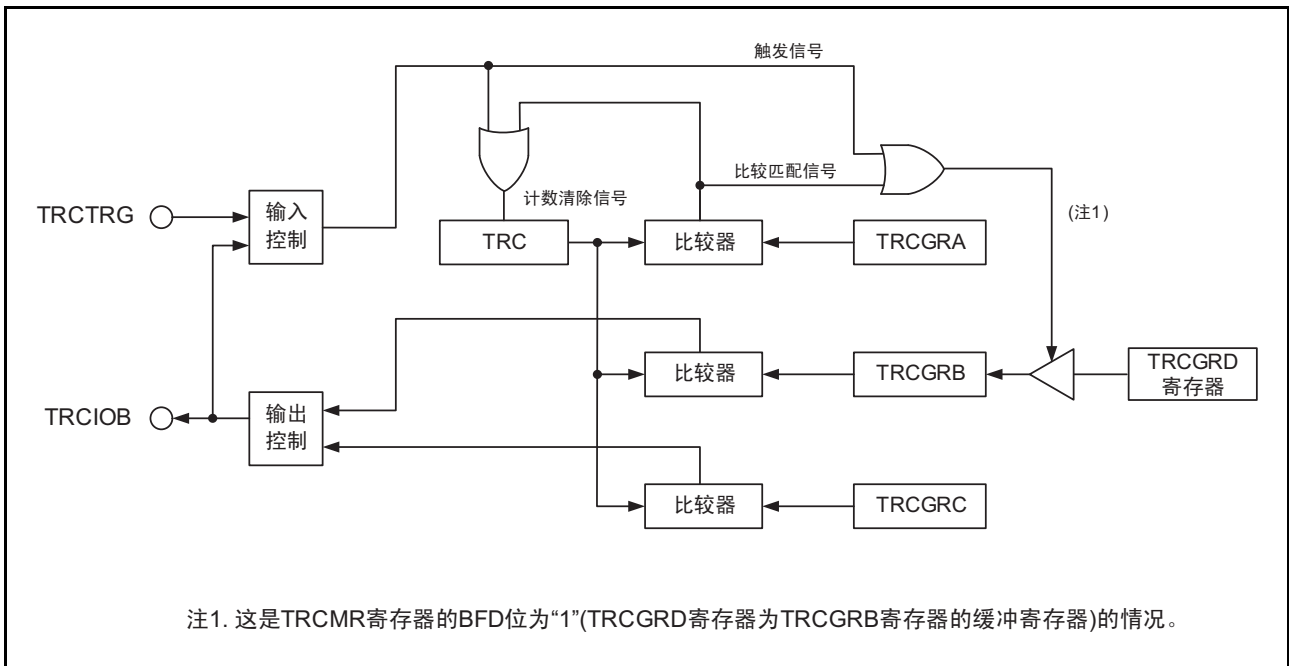 触发信号
比较匹配信号
计数清除信号
(注1)
TRCTRG
输入
控制
TRC
比较器
TRCGRA
比较器
TRCGRB
TRCGRD
寄存器
TRCIOB
输出
控制
比较器
TRCGRC
注1. 这是TRCMR寄存器的BFD位为“1”(TRCGRD寄存器为TRCGRB寄存器的缓冲寄存器)的情况。